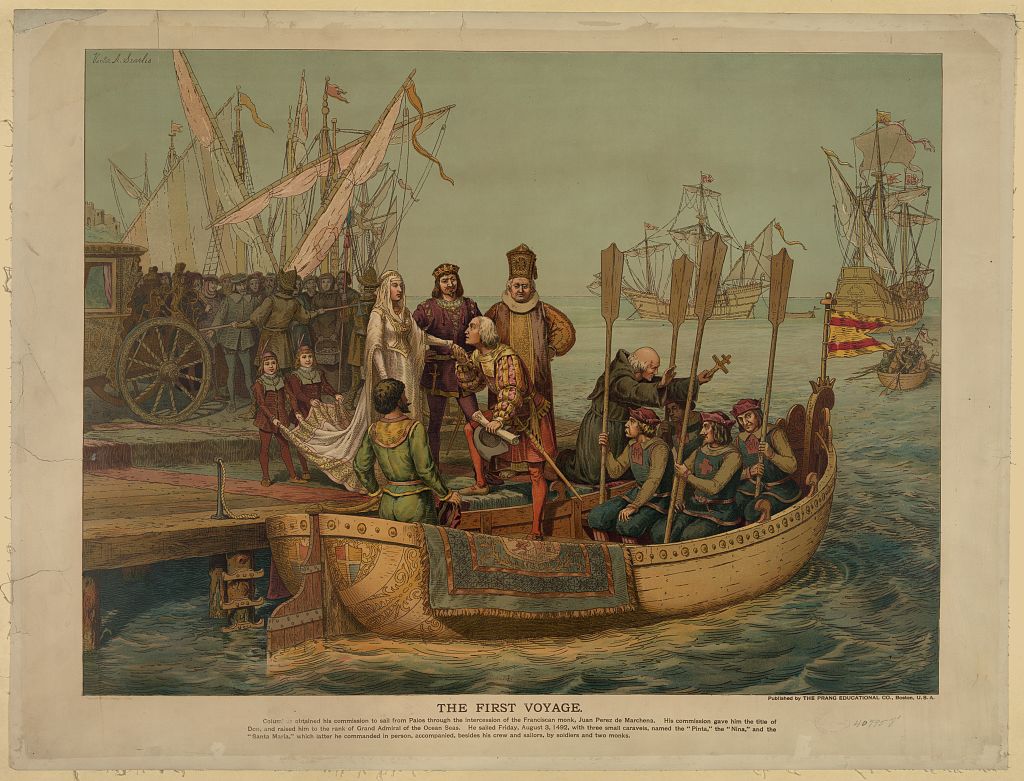 Victor A. Searles
Published by THE PRANG EDUCATIONAL CO., Boston, U.S.A.
THE FIRST VOYAGE.
Columbus obtained his commission to sail from Palos through the intercession of the Franciscan monk, Juan Perez de Marchena. His commission gave him the title of
Don, and raised him to the rank of Grand Admiral of the Ocean Seas. He sailed Friday, August 3, 1492, with three small caravels, named the "Pinta," the "Nina," and the
"Santa Maria," which latter he commanded in person, accompanied, besides his crew and sailors, by soldiers and two monks.